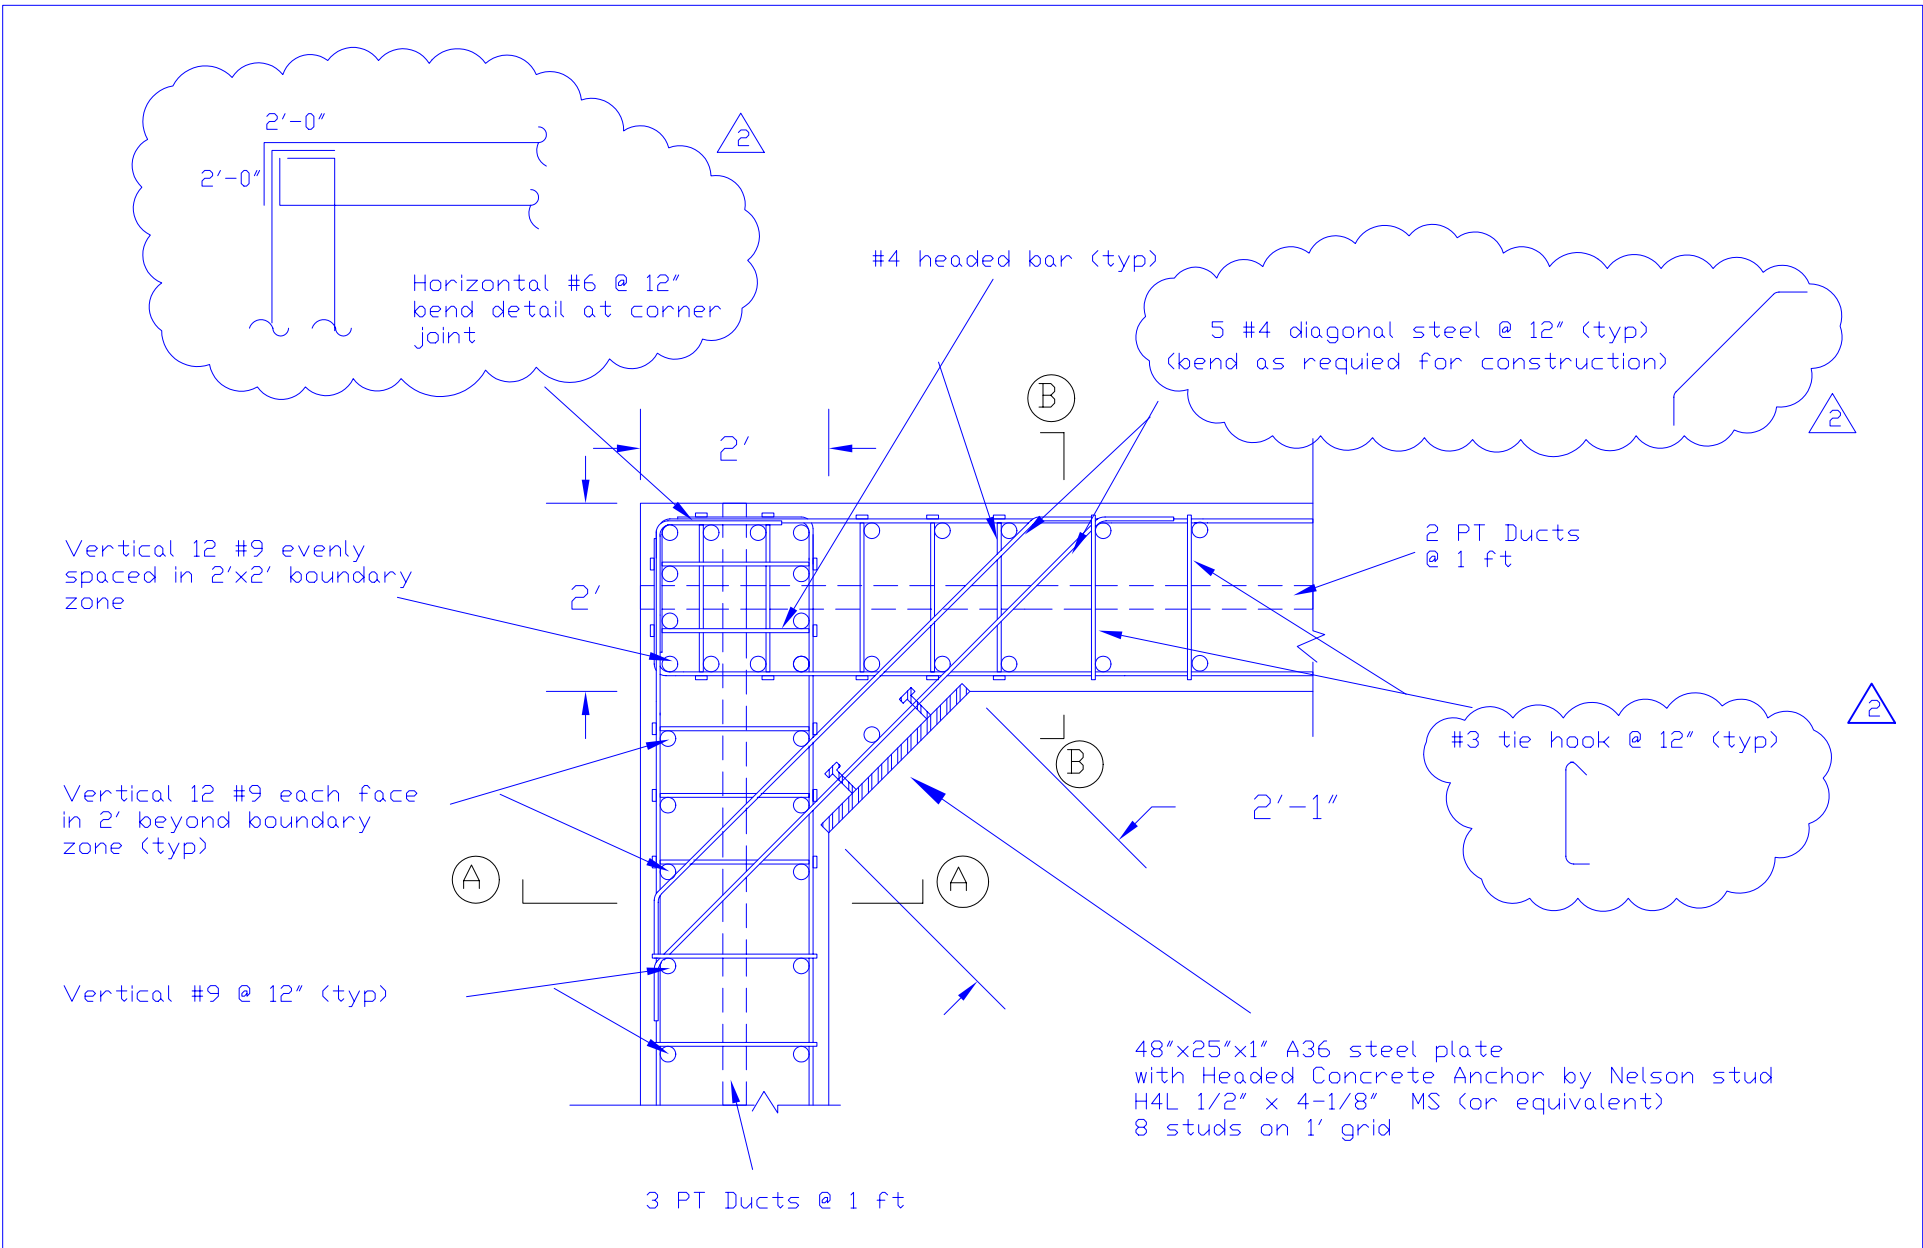 2'-0"
2'-0"
Horizontal #6 @ 12"
bend detail at corner
joint
2
#4 headed bar (typ)
5 #4 diagonal steel @ 12" (typ)
(bend as requied for construction)
2
B
2'
2'
Vertical 12 #9 evenly
spaced in 2'x2' boundary
zone
2 PT Ducts
@ 1 ft
2
#3 tie hook @ 12" (typ)
B
2'-1"
Vertical 12 #9 each face
in 2' beyond boundary
zone (typ)
A
A
Vertical #9 @ 12" (typ)
48"x25"x1" A36 steel plate
with Headed Concrete Anchor by Nelson stud
H4L 1/2" x 4-1/8" MS (or equivalent)
8 studs on 1' grid
3 PT Ducts @ 1 ft